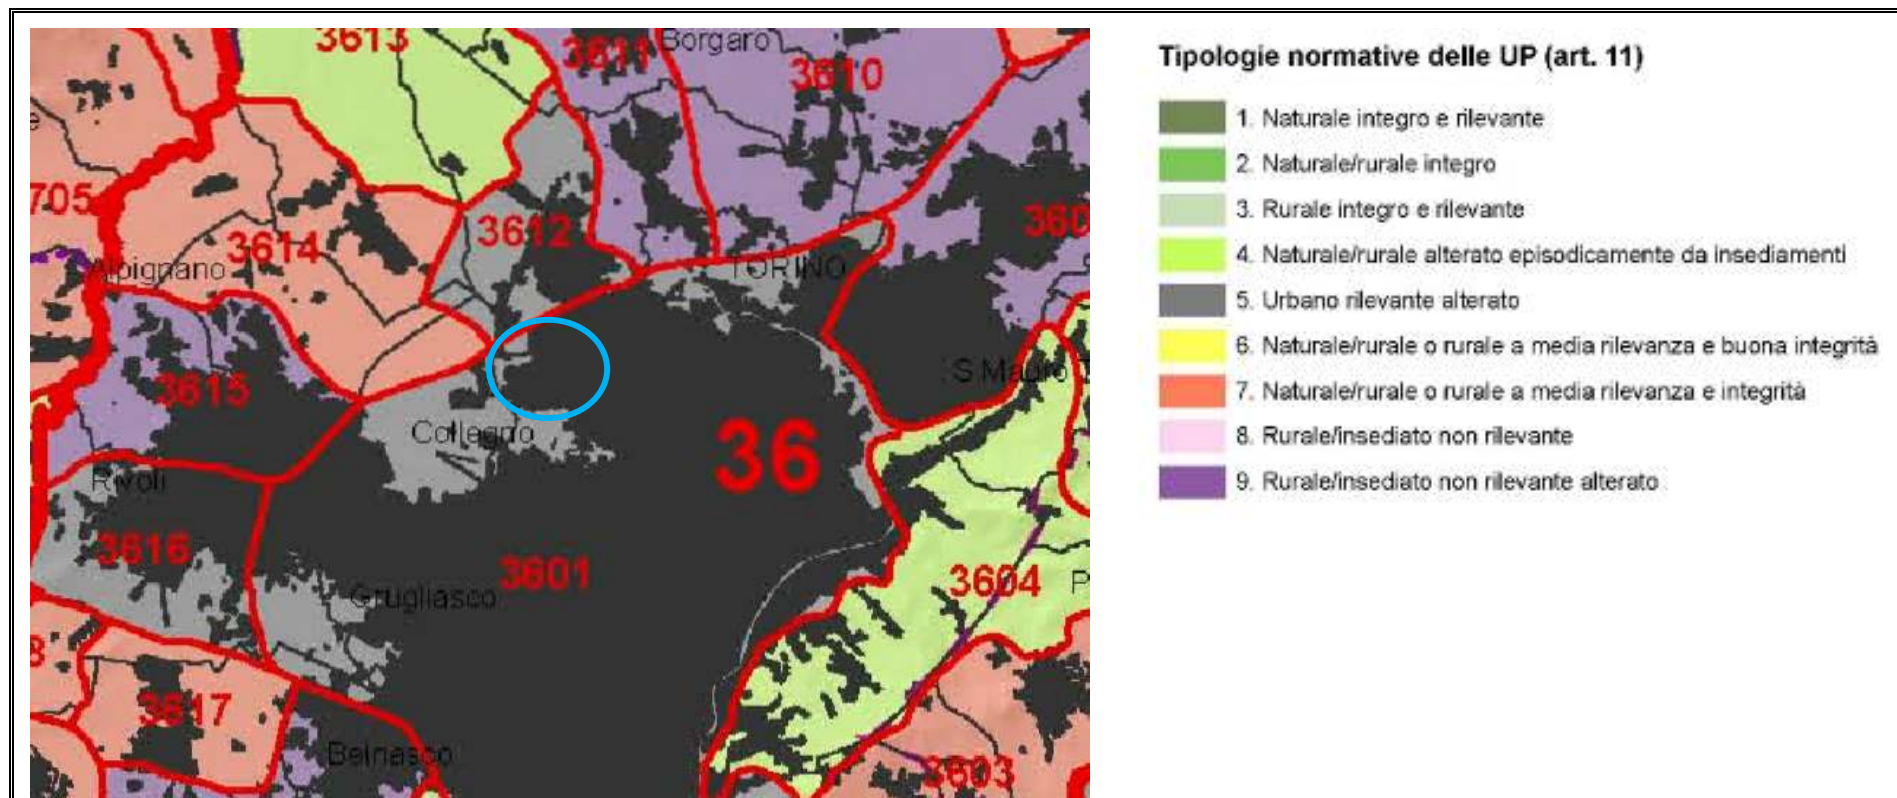 3613
3611
Borgaro
3610
705
3614
3612
360
Alpignano
TORINO
S.Mauro T
3615
Collegno
36
Rivoli
3616
3601
Grugliasco
3604
P
8
3617
Beinasco
3603
e
Tipologie normative delle UP (art. 11)
1. Naturale integro e rilevante
2. Naturale/rurale integro
3. Rurale integro e rilevante
4. Naturale/rurale alterato episodicamente da insediamenti
5. Urbano rilevante alterato
6. Naturale/rurale o rurale a media rilevanza e buona integrità
7. Naturale/rurale o rurale a media rilevanza e integrità
8. Rurale/insediato non rilevante
9. Rurale/insediato non rilevante alterato